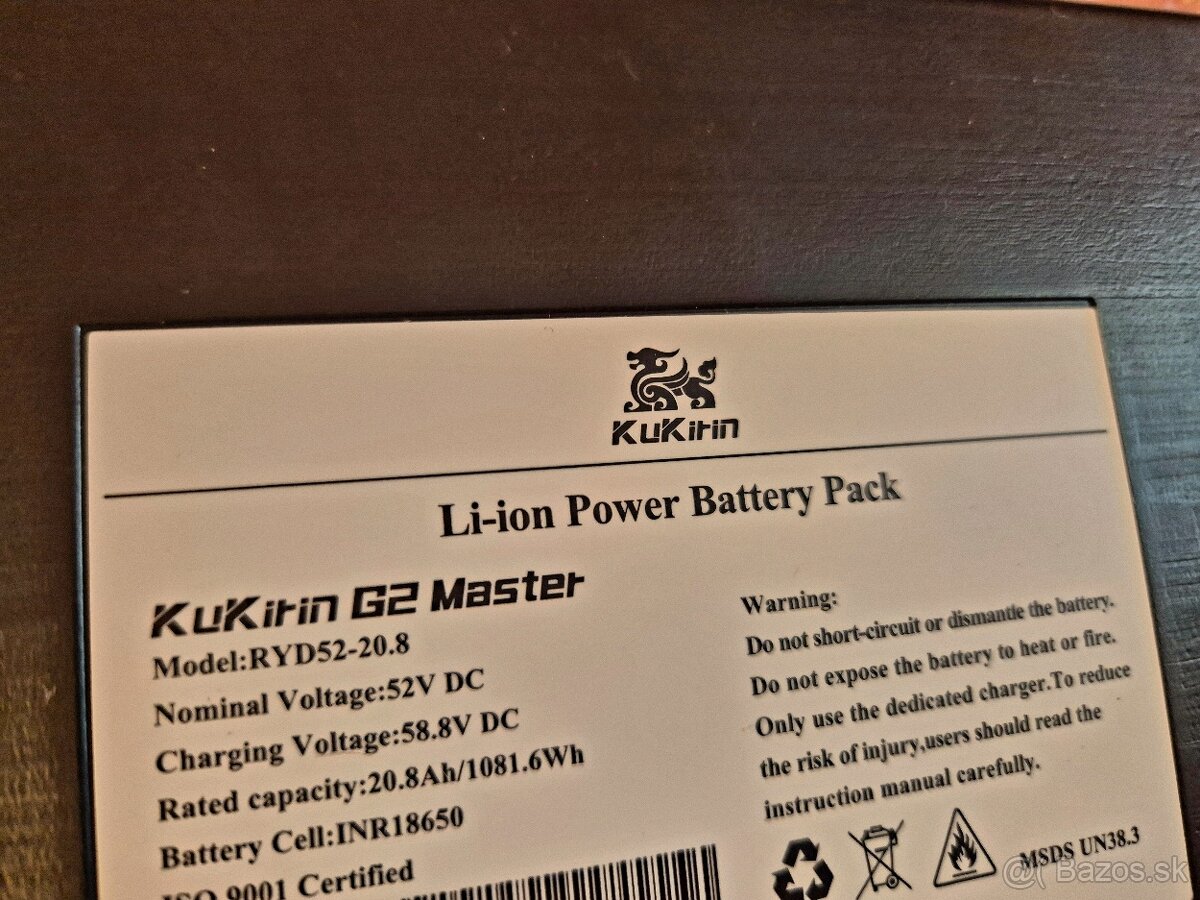 KuKirin
Li-ion Power Battery Pack
KuKirin G2 Master
Model:RYD52-20.8
Nominal Voltage:52V DC
Charging Voltage:58.8V DC
Rated capacity:20.8Ah/1081.6Wh
Battery Cell:INR18650
ISO 9001 Certified
Warning:
Do not short-circuit or dismantle the battery.
Do not expose the battery to heat or fire.
Only use the dedicated charger.To reduce
the risk of injury,users should read the
instruction manual carefully.
MSDS UN38.3
@( Bazos.sk